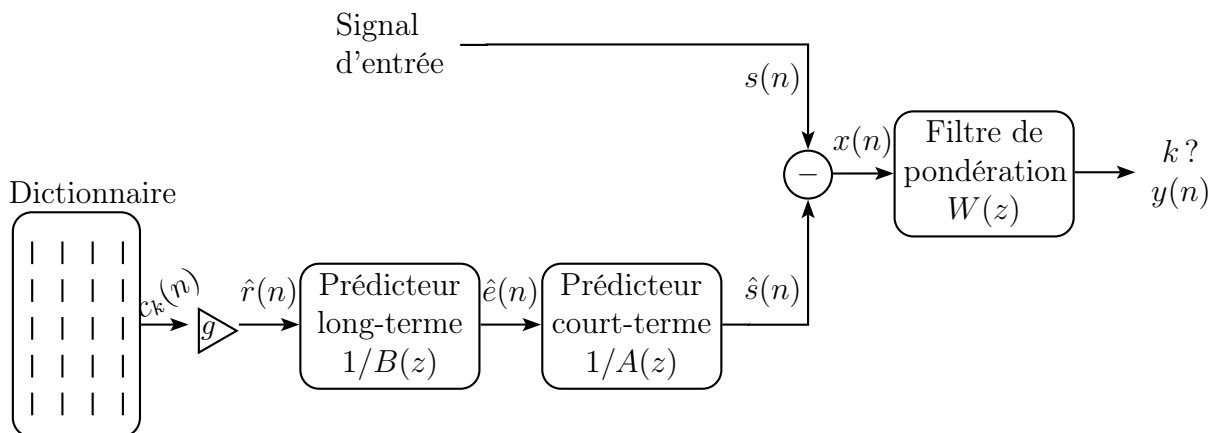 Signal
d'entrée
s(n)
x(n)
Filtre de
pondération
W(z)
k ?
y(n)
−
Dictionnaire
c_k(n)
g
r̂(n)
Prédicteur
long-terme
1/B(z)
ê(n)
Prédicteur
court-terme
1/A(z)
ŝ(n)